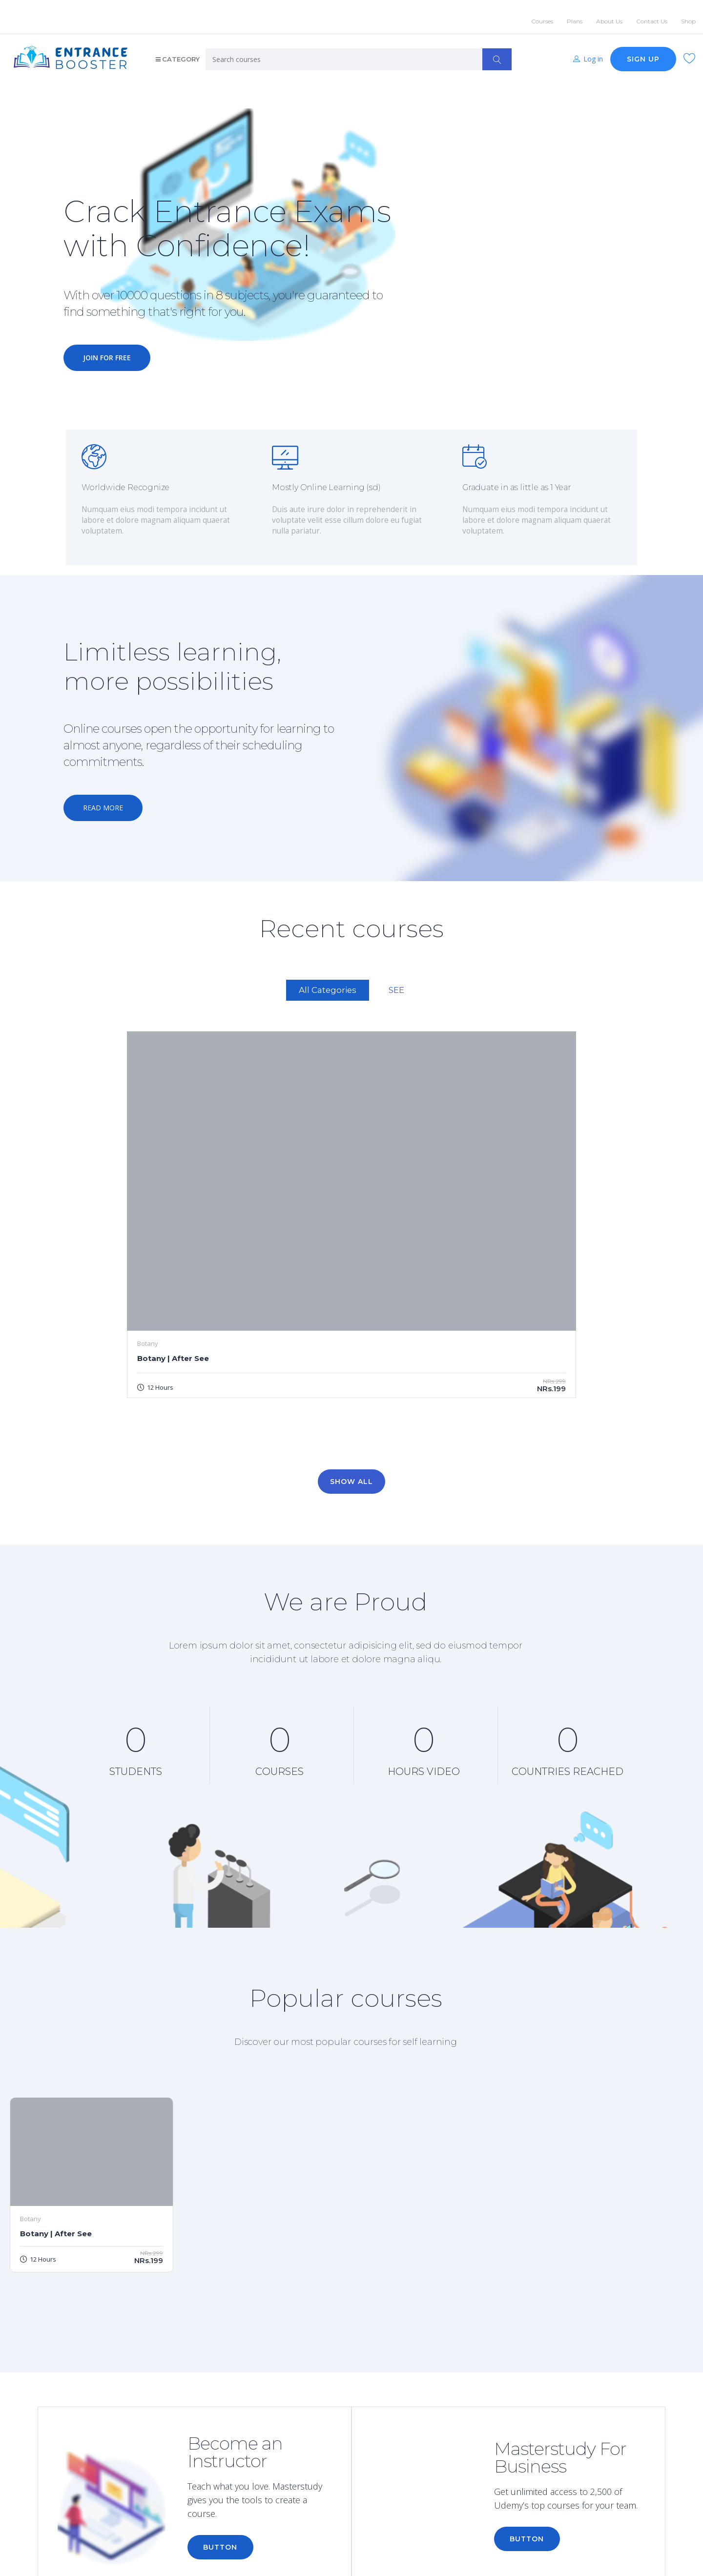 Courses Plans About Us Contact Us Shop
ENTRANCE
BOOSTER
CATEGORY
Search courses
Log in
SIGN UP
Crack Entrance Exams
with Confidence!
With over 10000 questions in 8 subjects, you're guaranteed to
find something that's right for you.
JOIN FOR FREE
Worldwide Recognize
Numquam eius modi tempora incidunt ut
labore et dolore magnam aliquam quaerat
voluptatem.
Mostly Online Learning (sd)
Duis aute irure dolor in reprehenderit in
voluptate velit esse cillum dolore eu fugiat
nulla pariatur.
Graduate in as little as 1 Year
Numquam eius modi tempora incidunt ut
labore et dolore magnam aliquam quaerat
voluptatem.
Limitless learning,
more possibilities
Online courses open the opportunity for learning to
almost anyone, regardless of their scheduling
commitments.
READ MORE
Recent courses
All Categories SEE
Botany
Botany | After See
12 Hours
NRs.299
NRs.199
SHOW ALL
We are Proud
Lorem ipsum dolor sit amet, consectetur adipisicing elit, sed do eiusmod tempor
incididunt ut labore et dolore magna aliqu.
0 0 0 0
STUDENTS COURSES HOURS VIDEO COUNTRIES REACHED
Popular courses
Discover our most popular courses for self learning
Botany
Botany | After See
12 Hours
NRs.299
NRs.199
Become an
Instructor
Teach what you love. Masterstudy
gives you the tools to create a
course.
BUTTON
Masterstudy For
Business
Get unlimited access to 2,500 of
Udemy's top courses for your team.
BUTTON